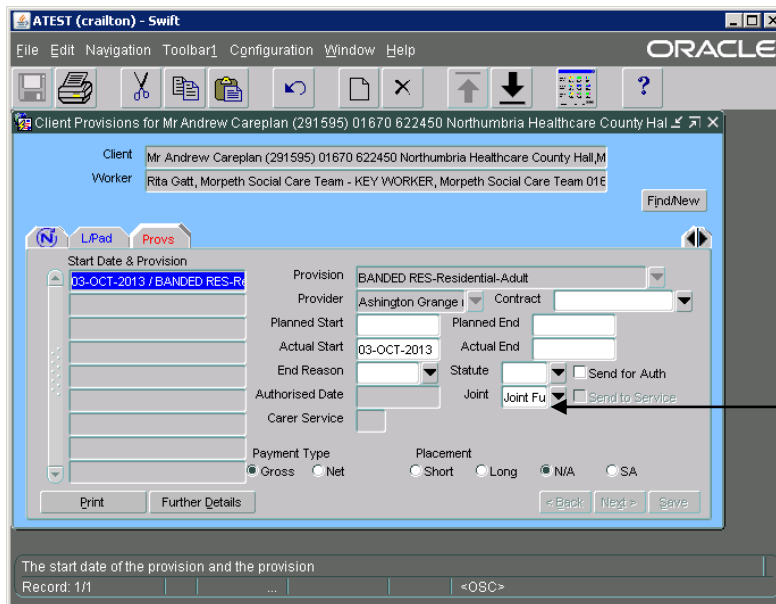 ATEST (crailton) - Swift
File Edit Navigation Toolbar1 Configuration Window Help
ORACLE
Client Provisions for Mr Andrew Careplan (291595) 01670 622450 Northumbria Healthcare County Hal
Client Mr Andrew Careplan (291595) 01670 622450 Northumbria Healthcare County Hall,M
Worker Rita Gatt, Morpeth Social Care Team - KEY WORKER, Morpeth Social Care Team 016
Find/New
N L/Pad Provs
Start Date & Provision
03-OCT-2013 / BANDED RES-Re
Provision BANDED RES-Residential-Adult
Provider Ashington Grange Contract
Planned Start Planned End
Actual Start 03-OCT-2013 Actual End
End Reason Statute Send for Auth
Authorised Date Joint Joint Fu Send to Service
Carer Service
Payment Type Placement
Gross Net Short Long N/A SA
Print Further Details < Back Next > Save
The start date of the provision and the provision
Record: 1/1 ... <OSC>